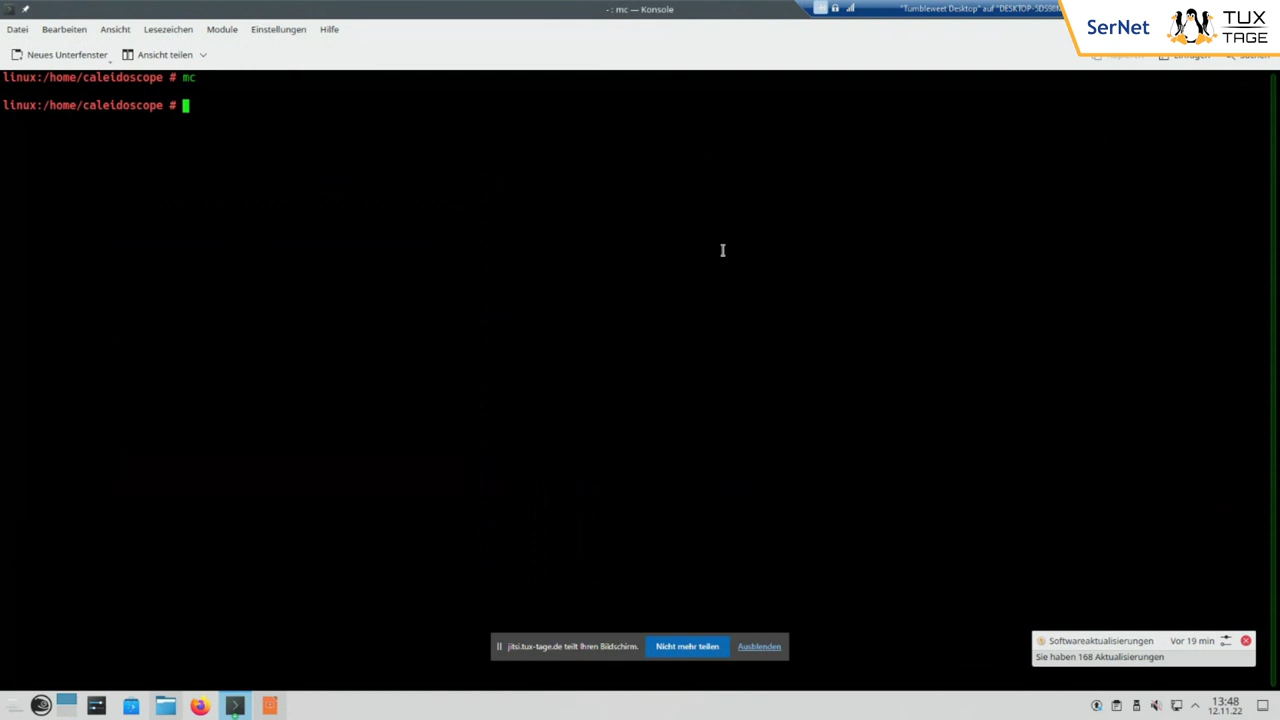 - : mc — Konsole
"Tumbleweet Desktop" auf "DESKTOP-5DS98
SerNet
TUX
TAGE
Datei Bearbeiten Ansicht Lesezeichen Module Einstellungen Hilfe
Neues Unterfenster Ansicht teilen
linux:/home/caleidoscope # mc
linux:/home/caleidoscope #
jitsi.tux-tage.de teilt Ihren Bildschirm. Nicht mehr teilen Ausblenden
Softwareaktualisierungen Vor 19 min
Sie haben 168 Aktualisierungen
13:48
12.11.22